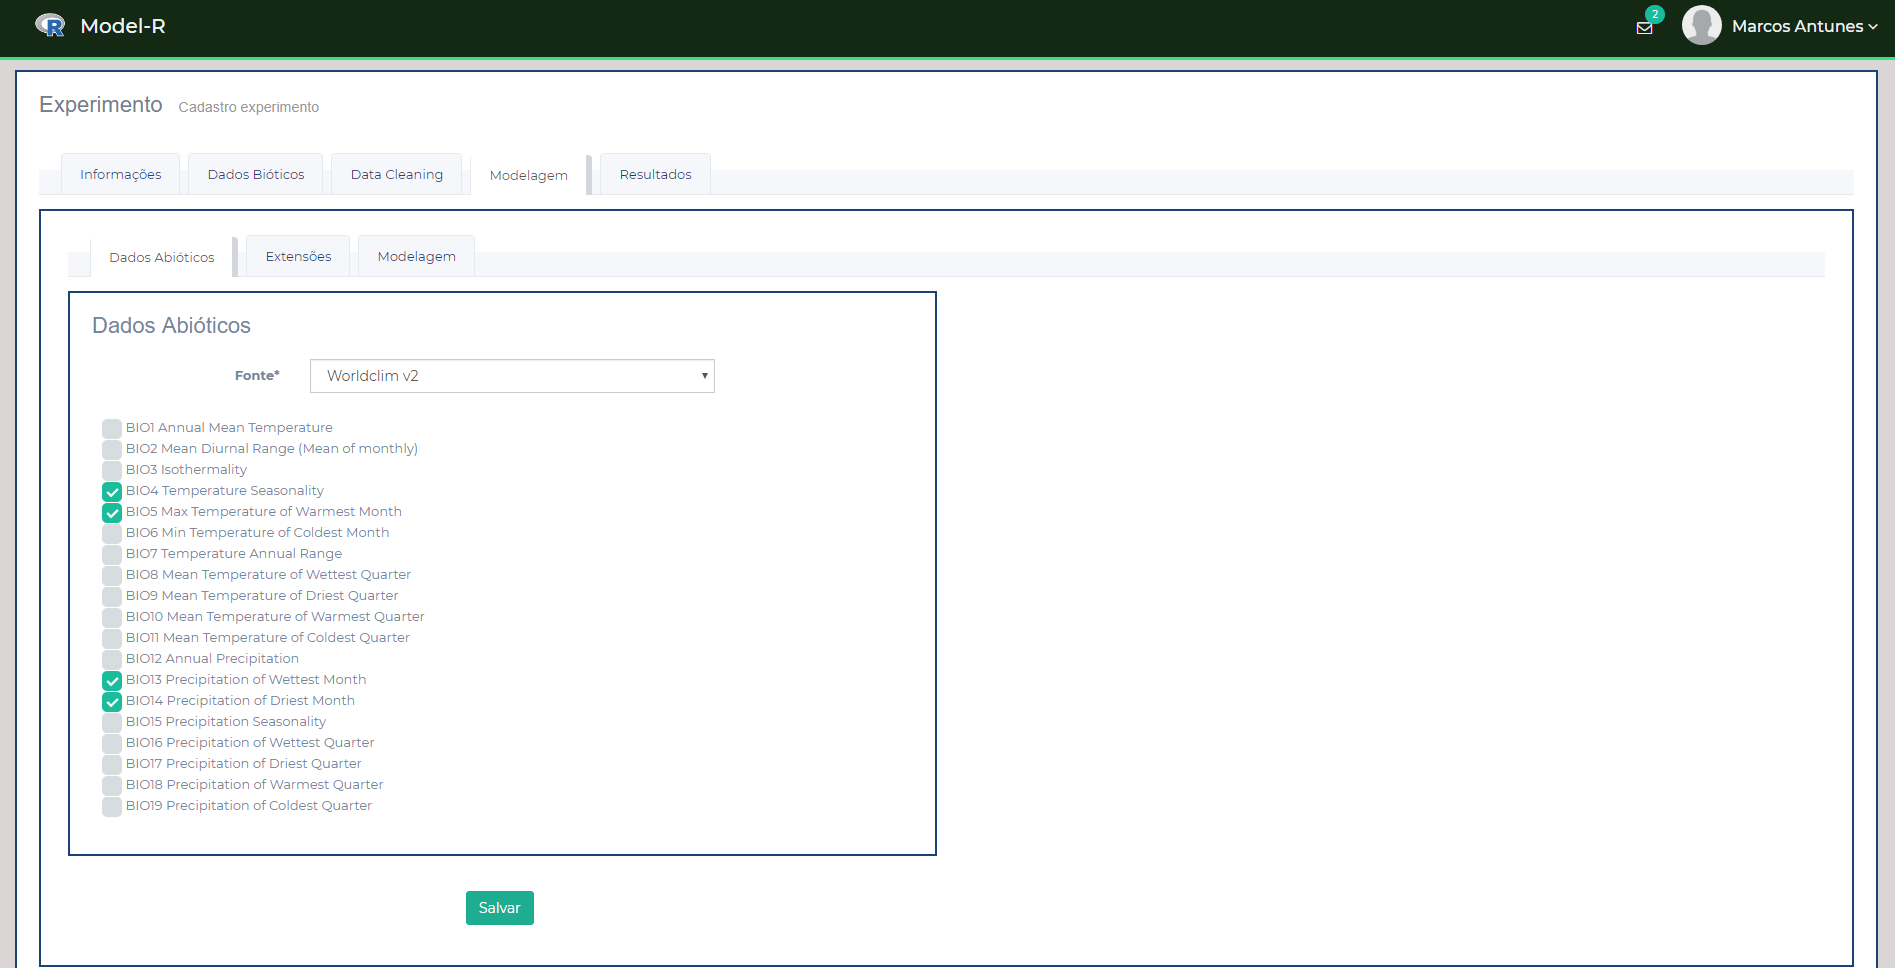 R Model-R
2
Marcos Antunes
Experimento Cadastro experimento
Informações Dados Bióticos Data Cleaning Modelagem Resultados
Dados Abióticos Extensões Modelagem
Dados Abióticos
Fonte* Worldclim v2
BIO1 Annual Mean Temperature
BIO2 Mean Diurnal Range (Mean of monthly)
BIO3 Isothermality
BIO4 Temperature Seasonality
BIO5 Max Temperature of Warmest Month
BIO6 Min Temperature of Coldest Month
BIO7 Temperature Annual Range
BIO8 Mean Temperature of Wettest Quarter
BIO9 Mean Temperature of Driest Quarter
BIO10 Mean Temperature of Warmest Quarter
BIO11 Mean Temperature of Coldest Quarter
BIO12 Annual Precipitation
BIO13 Precipitation of Wettest Month
BIO14 Precipitation of Driest Month
BIO15 Precipitation Seasonality
BIO16 Precipitation of Wettest Quarter
BIO17 Precipitation of Driest Quarter
BIO18 Precipitation of Warmest Quarter
BIO19 Precipitation of Coldest Quarter
Salvar